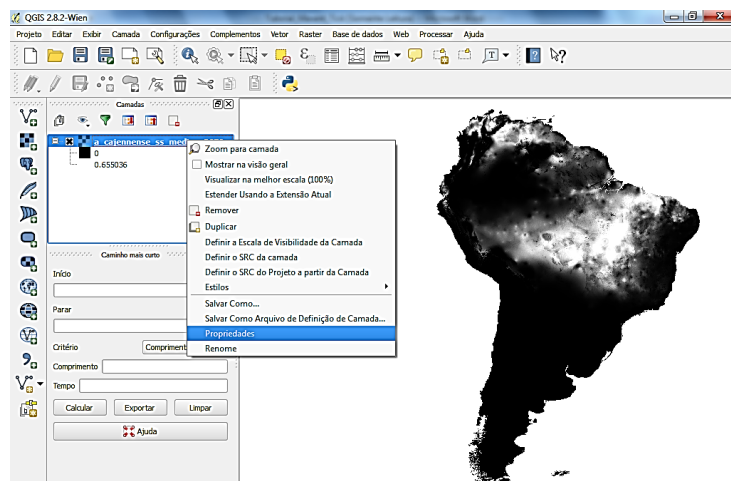 QGIS 2.8.2-Wien
Projeto Editar Exibir Camada Configurações Complementos Vetor Raster Base de dados Web Processar Ajuda
Camadas
a_cajennense_ss_med
0
0.655036
Zoom para camada
Mostrar na visão geral
Visualizar na melhor escala (100%)
Estender Usando a Extensão Atual
Remover
Duplicar
Definir a Escala de Visibilidade da Camada
Definir o SRC da camada
Definir o SRC do Projeto a partir da Camada
Estilos
Salvar Como...
Salvar Como Arquivo de Definição de Camada...
Propriedades
Renome
Caminho mais curto
Início
Parar
Critério Compriment
Comprimento
Tempo
Calcular Exportar Limpar
Ajuda